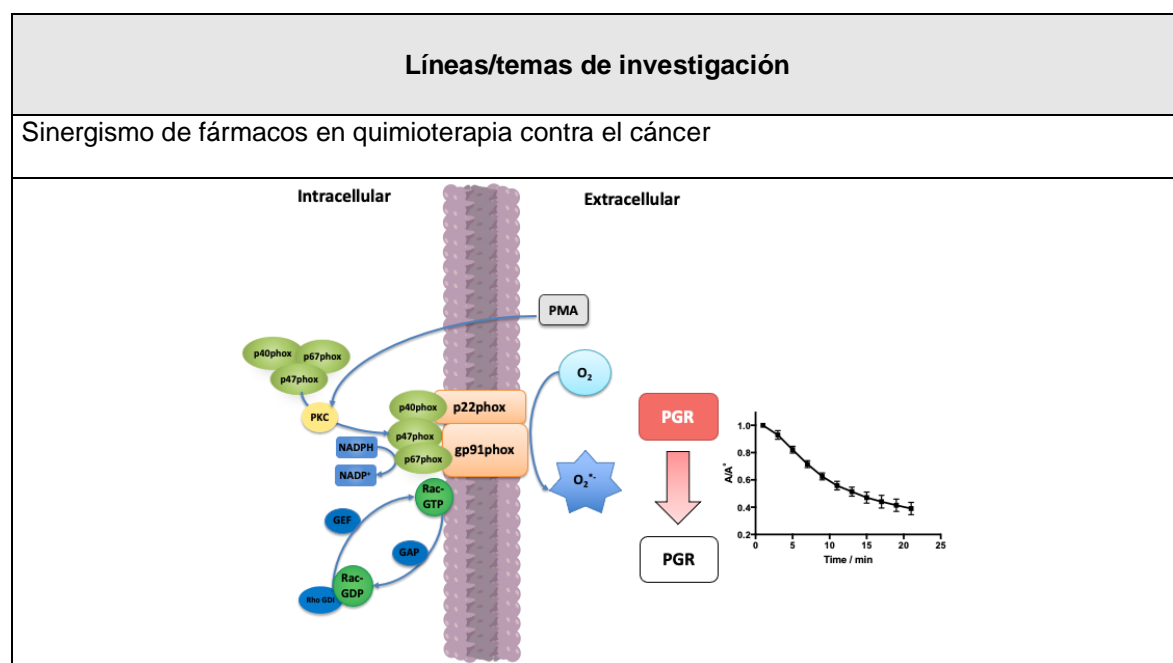 Líneas/temas de investigación
Sinergismo de fármacos en quimioterapia contra el cáncer
Intracellular
Extracellular
PMA
p40phox
p67phox
p47phox
O2
PKC
p40phox
p22phox
p47phox
gp91phox
p67phox
NADPH
NADP+
O2•-
PGR
PGR
Rac-
GTP
GEF
GAP
Rac-
GDP
Rho GDI
A/A°
1.0
0.8
0.6
0.4
0.2
0
5
10
15
20
25
Time / min